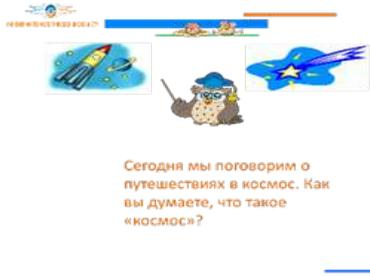 Сегодня мы поговорим о
путешествиях в космос. Как
вы думаете, что такое
«космос»?